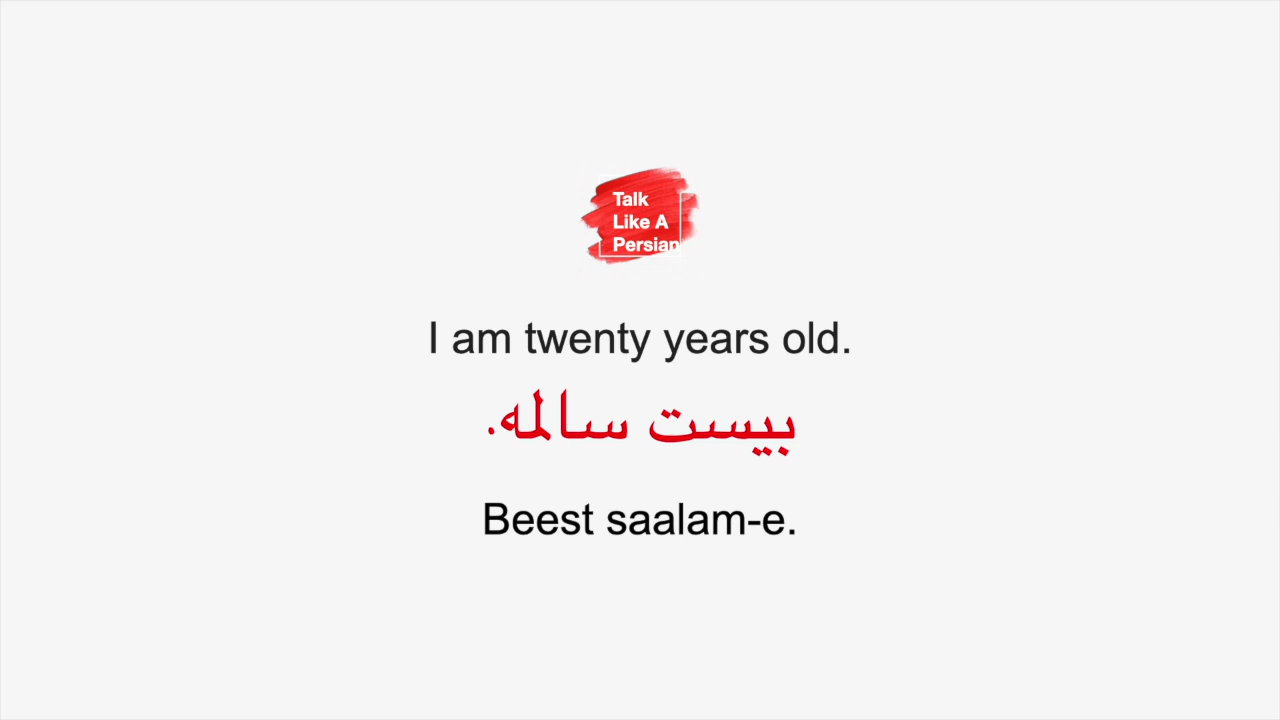 Talk
Like A
Persian
I am twenty years old.
بیست سالمه.
Beest saalam-e.